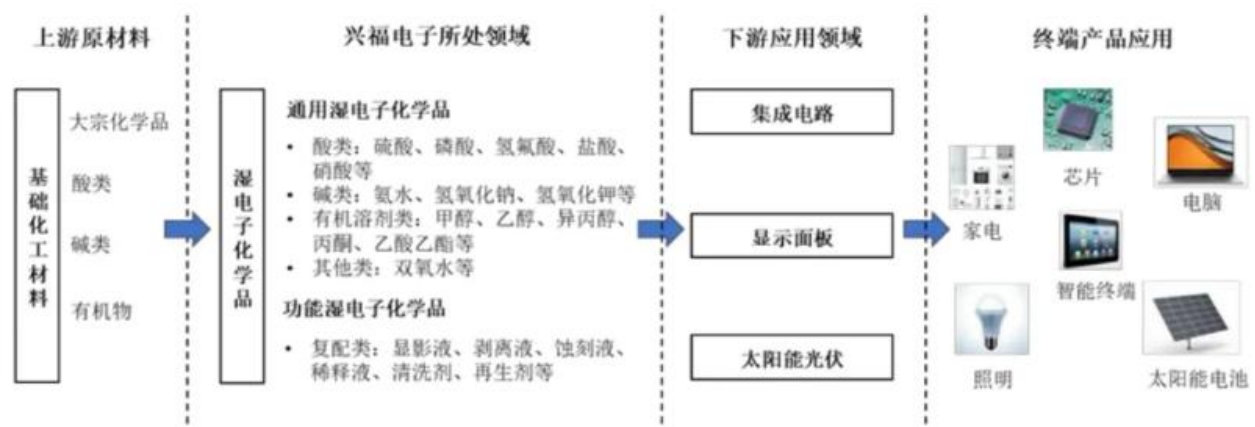 上游原材料
兴福电子所处领域
下游应用领域
终端产品应用
基础化工材料
大宗化学品
酸类
碱类
有机物
湿电子化学品
通用湿电子化学品
• 酸类：硫酸、磷酸、氢氟酸、盐酸、
硝酸等
• 碱类：氨水、氢氧化钠、氢氧化钾等
• 有机溶剂类：甲醇、乙醇、异丙醇、
丙酮、乙酸乙酯等
• 其他类：双氧水等
功能湿电子化学品
• 复配类：显影液、剥离液、蚀刻液、
稀释液、清洗剂、再生剂等
集成电路
显示面板
太阳能光伏
芯片
电脑
家电
智能终端
照明
太阳能电池